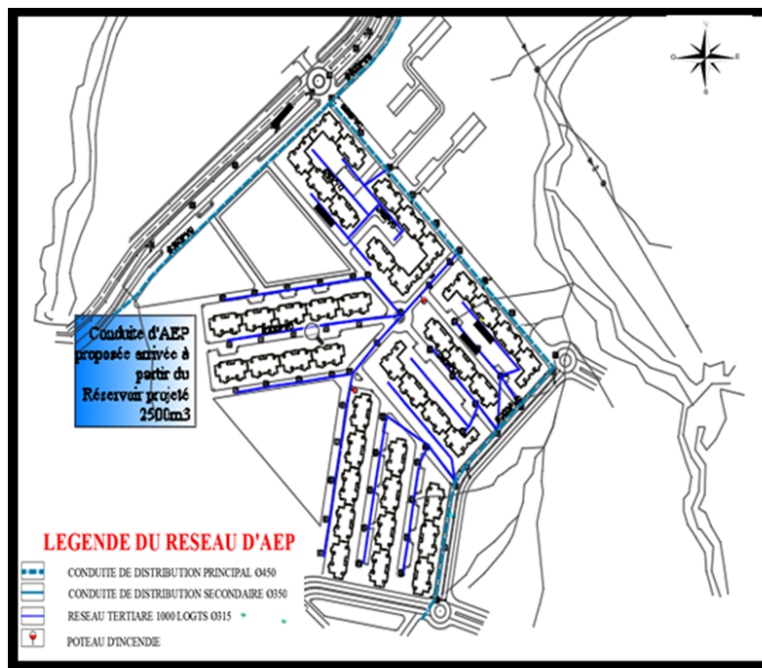 N
O
E
S
Conduite d'AEP
proposée arrivée à
partir du
Réservoir projeté
2500m3
LEGENDE DU RESEAU D'AEP
CONDUITE DE DISTRIBUTION PRINCIPAL Ø450
CONDUITE DE DISTRIBUTION SECONDAIRE Ø350
RESEAU TERTIAIRE 1000 LOGTS Ø315
POTEAU D'INCENDIE